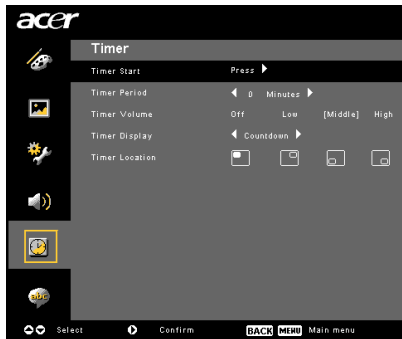 acer
Timer
Timer Start Press
Timer Period 0 Minutes
Timer Volume Off Low [Middle] High
Timer Display Countdown
Timer Location
abc
Select Confirm BACK MENU Main menu